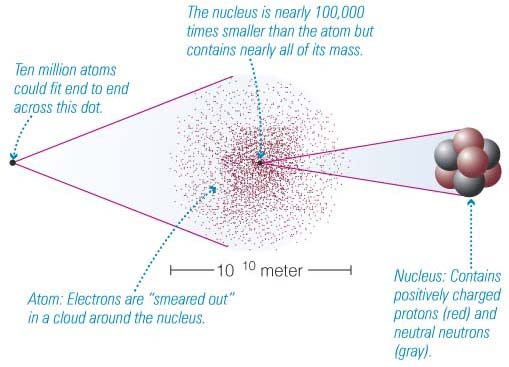 The nucleus is nearly 100,000
times smaller than the atom but
contains nearly all of its mass.
Ten million atoms
could fit end to end
across this dot.
10 10 meter
Atom: Electrons are “smeared out”
in a cloud around the nucleus.
Nucleus: Contains
positively charged
protons (red) and
neutral neutrons
(gray).